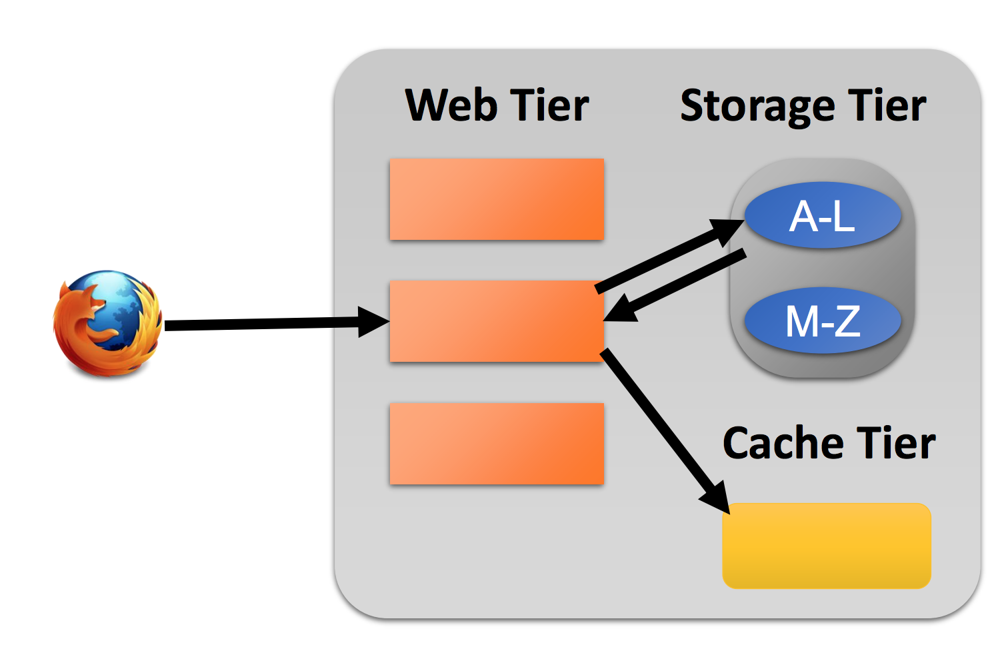 Web Tier
Storage Tier
A-L
M-Z
Cache Tier